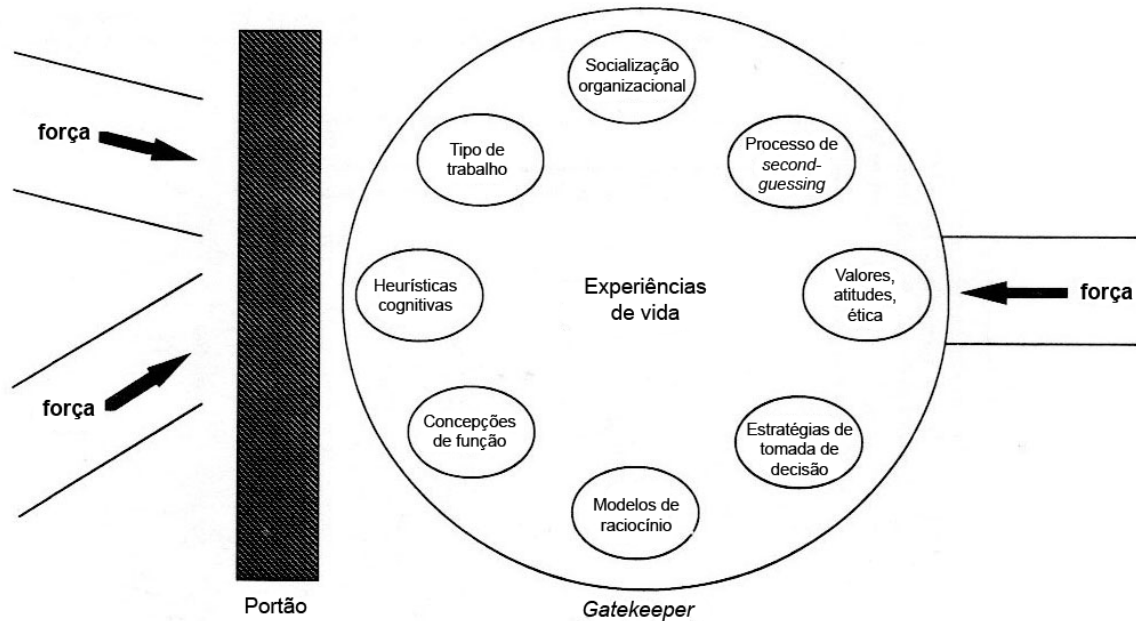 Socialização
organizacional
força
Tipo de
trabalho
Processo de
second-
guessing
Heurísticas
cognitivas
Experiências
de vida
Valores,
atitudes,
ética
força
força
Concepções
de função
Estratégias de
tomada de
decisão
Modelos de
raciocínio
Portão
Gatekeeper